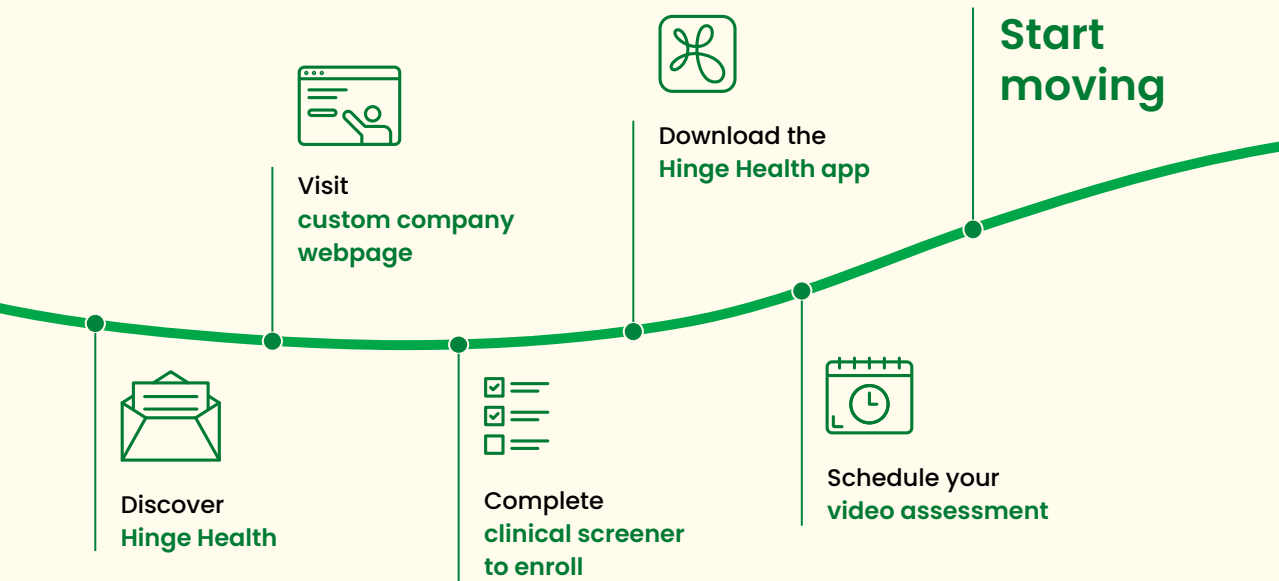 Discover
Hinge Health
Visit
custom company
webpage
Complete
clinical screener
to enroll
Download the
Hinge Health app
Schedule your
video assessment
Start
moving